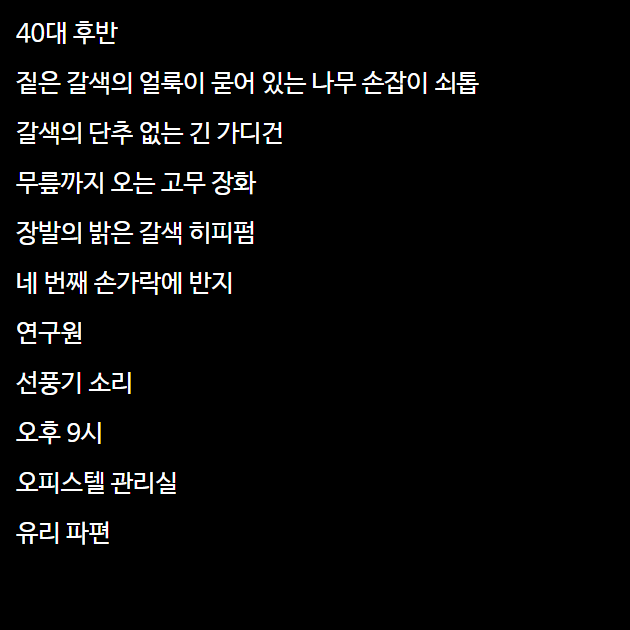 40대 후반
짙은 갈색의 얼룩이 묻어 있는 나무 손잡이 쇠톱
갈색의 단추 없는 긴 가디건
무릎까지 오는 고무 장화
장발의 밝은 갈색 히피펌
네 번째 손가락에 반지
연구원
선풍기 소리
오후 9시
오피스텔 관리실
유리 파편